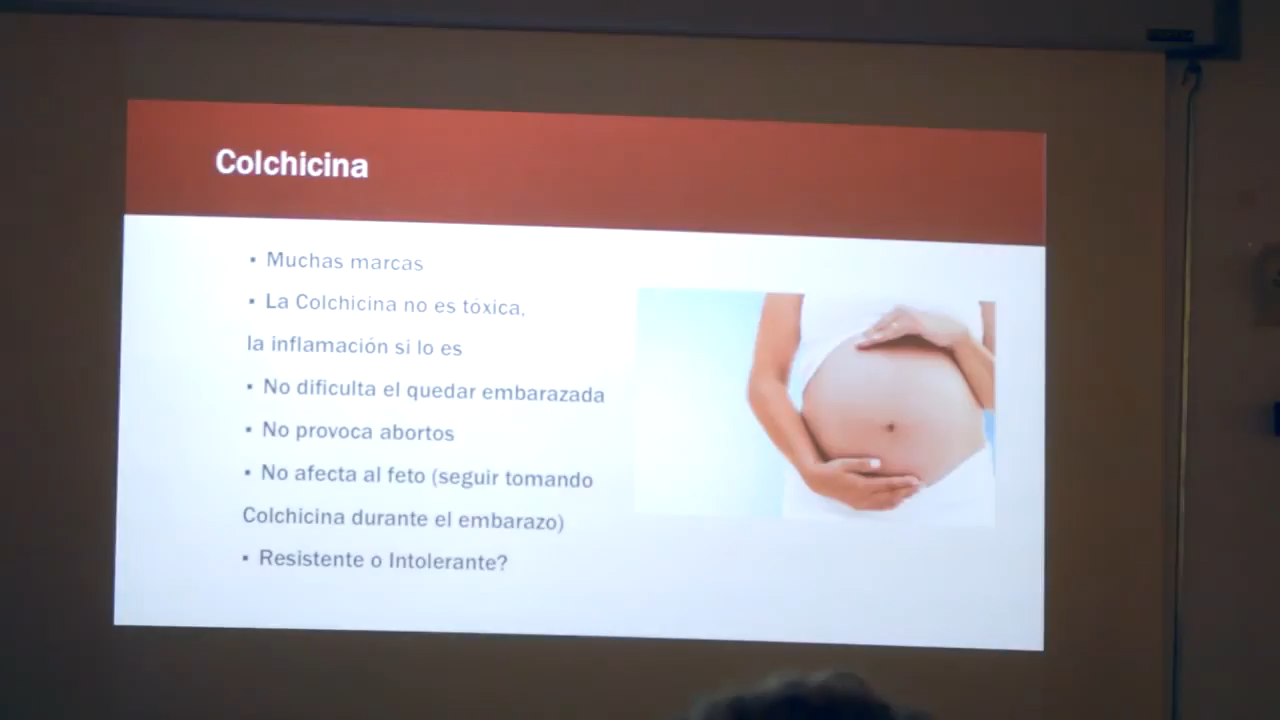 Colchicina
▪ Muchas marcas
▪ La Colchicina no es tóxica,
la inflamación si lo es
▪ No dificulta el quedar embarazada
▪ No provoca abortos
▪ No afecta al feto (seguir tomando
Colchicina durante el embarazo)
▪ Resistente o Intolerante?